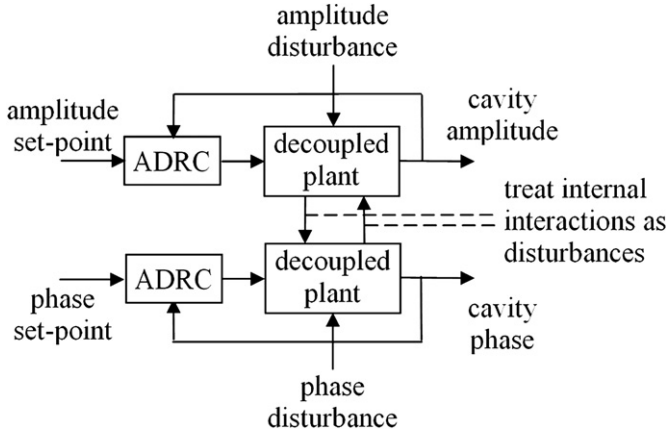 amplitude
disturbance
amplitude
set-point
cavity
amplitude
ADRC
decoupled
plant
treat internal
interactions as
disturbances
ADRC
decoupled
plant
phase
set-point
cavity
phase
phase
disturbance